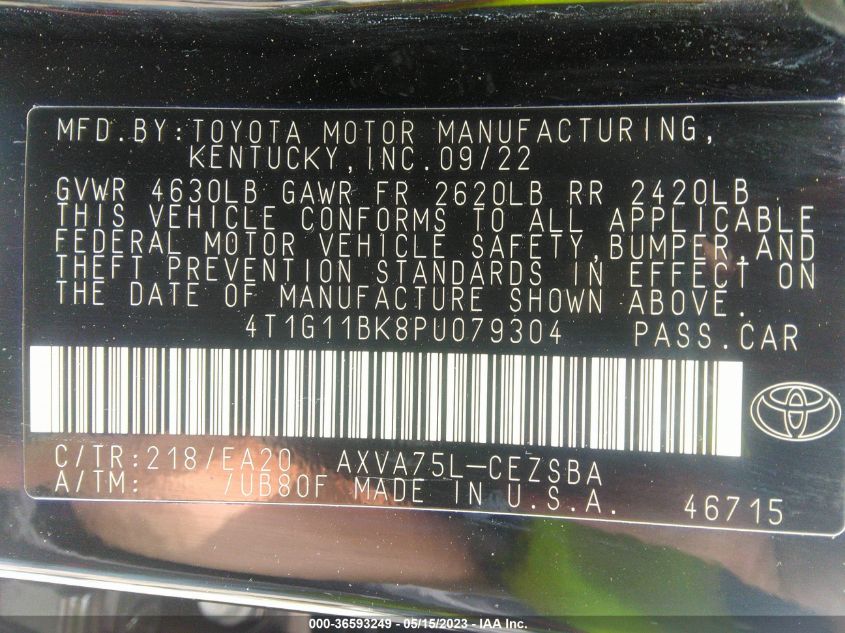 MFD.BY:TOYOTA MOTOR MANUFACTURING,
KENTUCKY,INC.09/22
GVWR 4630LB GAWR FR 2620LB RR 2420LB
THIS VEHICLE CONFORMS TO ALL APPLICABLE
FEDERAL MOTOR VEHICLE SAFETY,BUMPER,AND
THEFT PREVENTION STANDARDS IN EFFECT ON
THE DATE OF MANUFACTURE SHOWN ABOVE.
4T1G11BK8PU079304 PASS.CAR
C/TR:218/EA20 AXVA75L-CEZSBA
A/TM: /UB80F MADE IN U.S.A. 46715
000-36593249 - 05/15/2023 - IAA Inc.